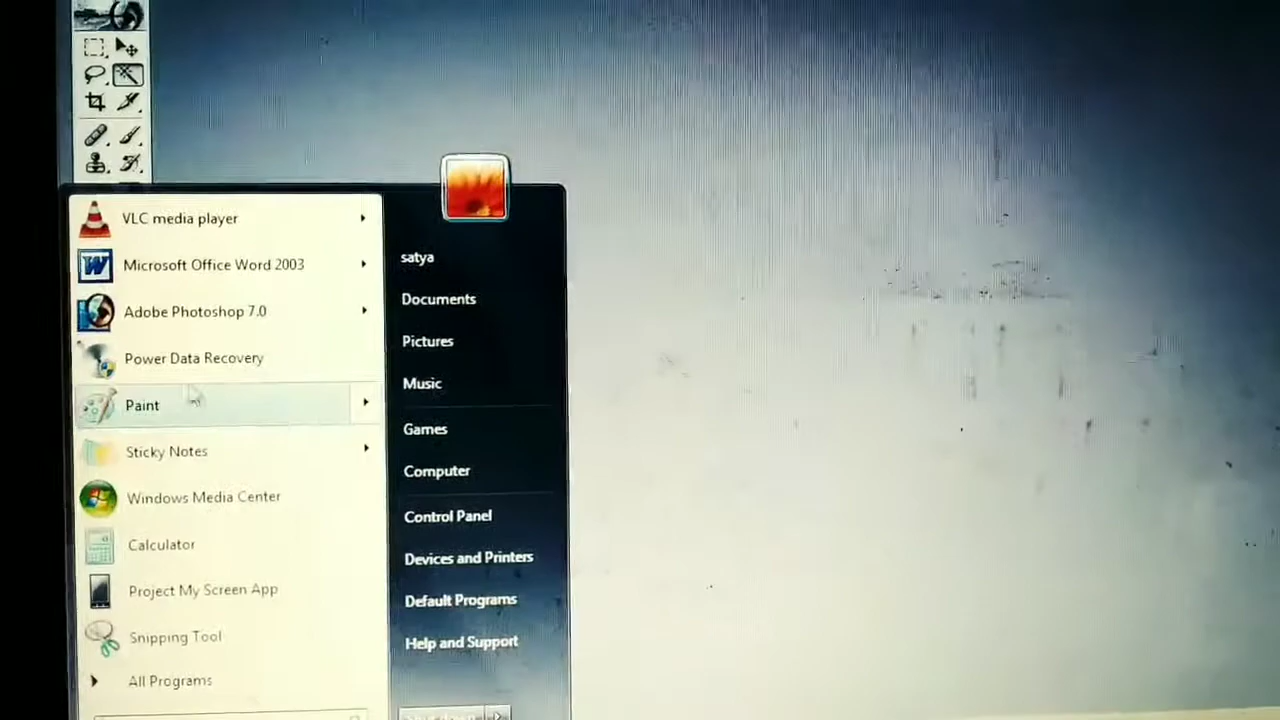 VLC media player
Microsoft Office Word 2003
Adobe Photoshop 7.0
Power Data Recovery
Paint
Sticky Notes
Windows Media Center
Calculator
Project My Screen App
Snipping Tool
All Programs
satya
Documents
Pictures
Music
Games
Computer
Control Panel
Devices and Printers
Default Programs
Help and Support